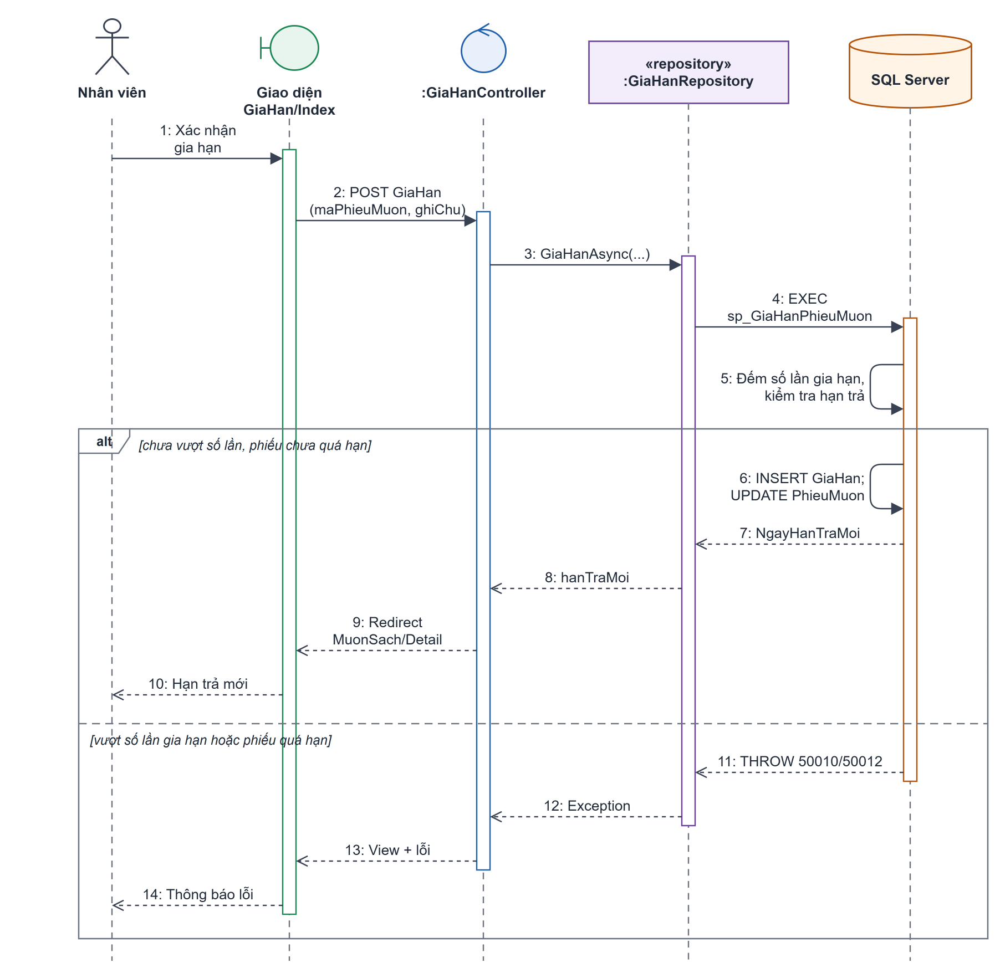 Nhân viên
Giao diện
GiaHan/Index
:GiaHanController
«repository»
:GiaHanRepository
SQL Server
1: Xác nhận
gia hạn
2: POST GiaHan
(maPhieuMuon, ghiChu)
3: GiaHanAsync(...)
4: EXEC
sp_GiaHanPhieuMuon
5: Đếm số lần gia hạn,
kiểm tra hạn trả
alt
[chưa vượt số lần, phiếu chưa quá hạn]
6: INSERT GiaHan;
UPDATE PhieuMuon
7: NgayHanTraMoi
8: hanTraMoi
9: Redirect
MuonSach/Detail
10: Hạn trả mới
[vượt số lần gia hạn hoặc phiếu quá hạn]
11: THROW 50010/50012
12: Exception
13: View + lỗi
14: Thông báo lỗi